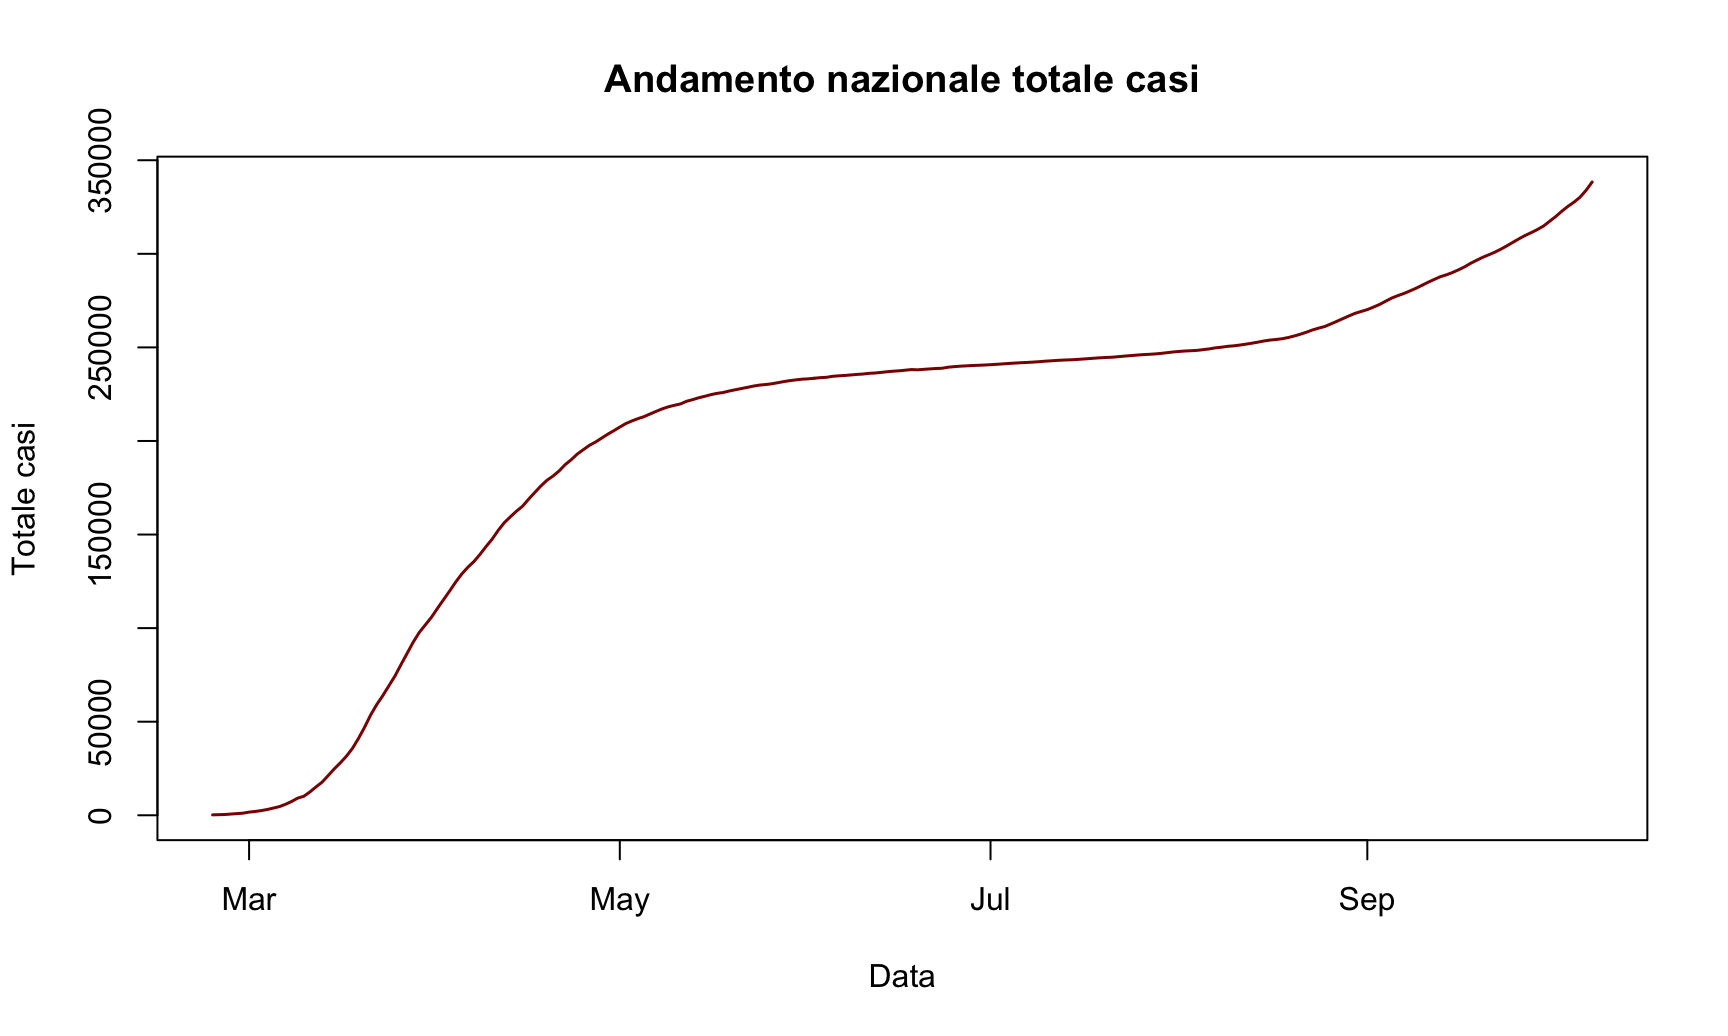 Andamento nazionale totale casi
350000
250000
150000
50000
0
Totale casi
Mar May Jul Sep
Data